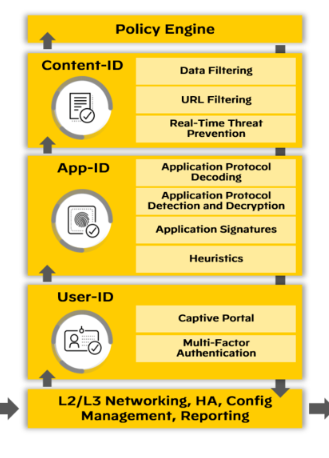 Policy Engine
Content-ID
Data Filtering
URL Filtering
Real-Time Threat
Prevention
App-ID
Application Protocol
Decoding
Application Protocol
Detection and Decryption
Application Signatures
Heuristics
User-ID
Captive Portal
Multi-Factor
Authentication
L2/L3 Networking, HA, Config
Management, Reporting